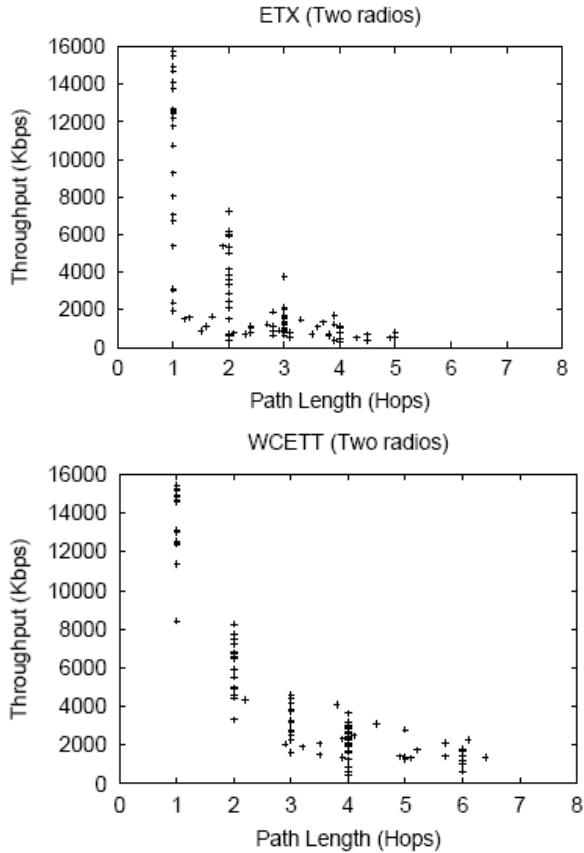 ETX (Two radios)
16000
14000
12000
10000
8000
6000
4000
2000
0
Throughput (Kbps)
0 1 2 3 4 5 6 7 8
Path Length (Hops)
WCETT (Two radios)
16000
14000
12000
10000
8000
6000
4000
2000
0
Throughput (Kbps)
0 1 2 3 4 5 6 7 8
Path Length (Hops)